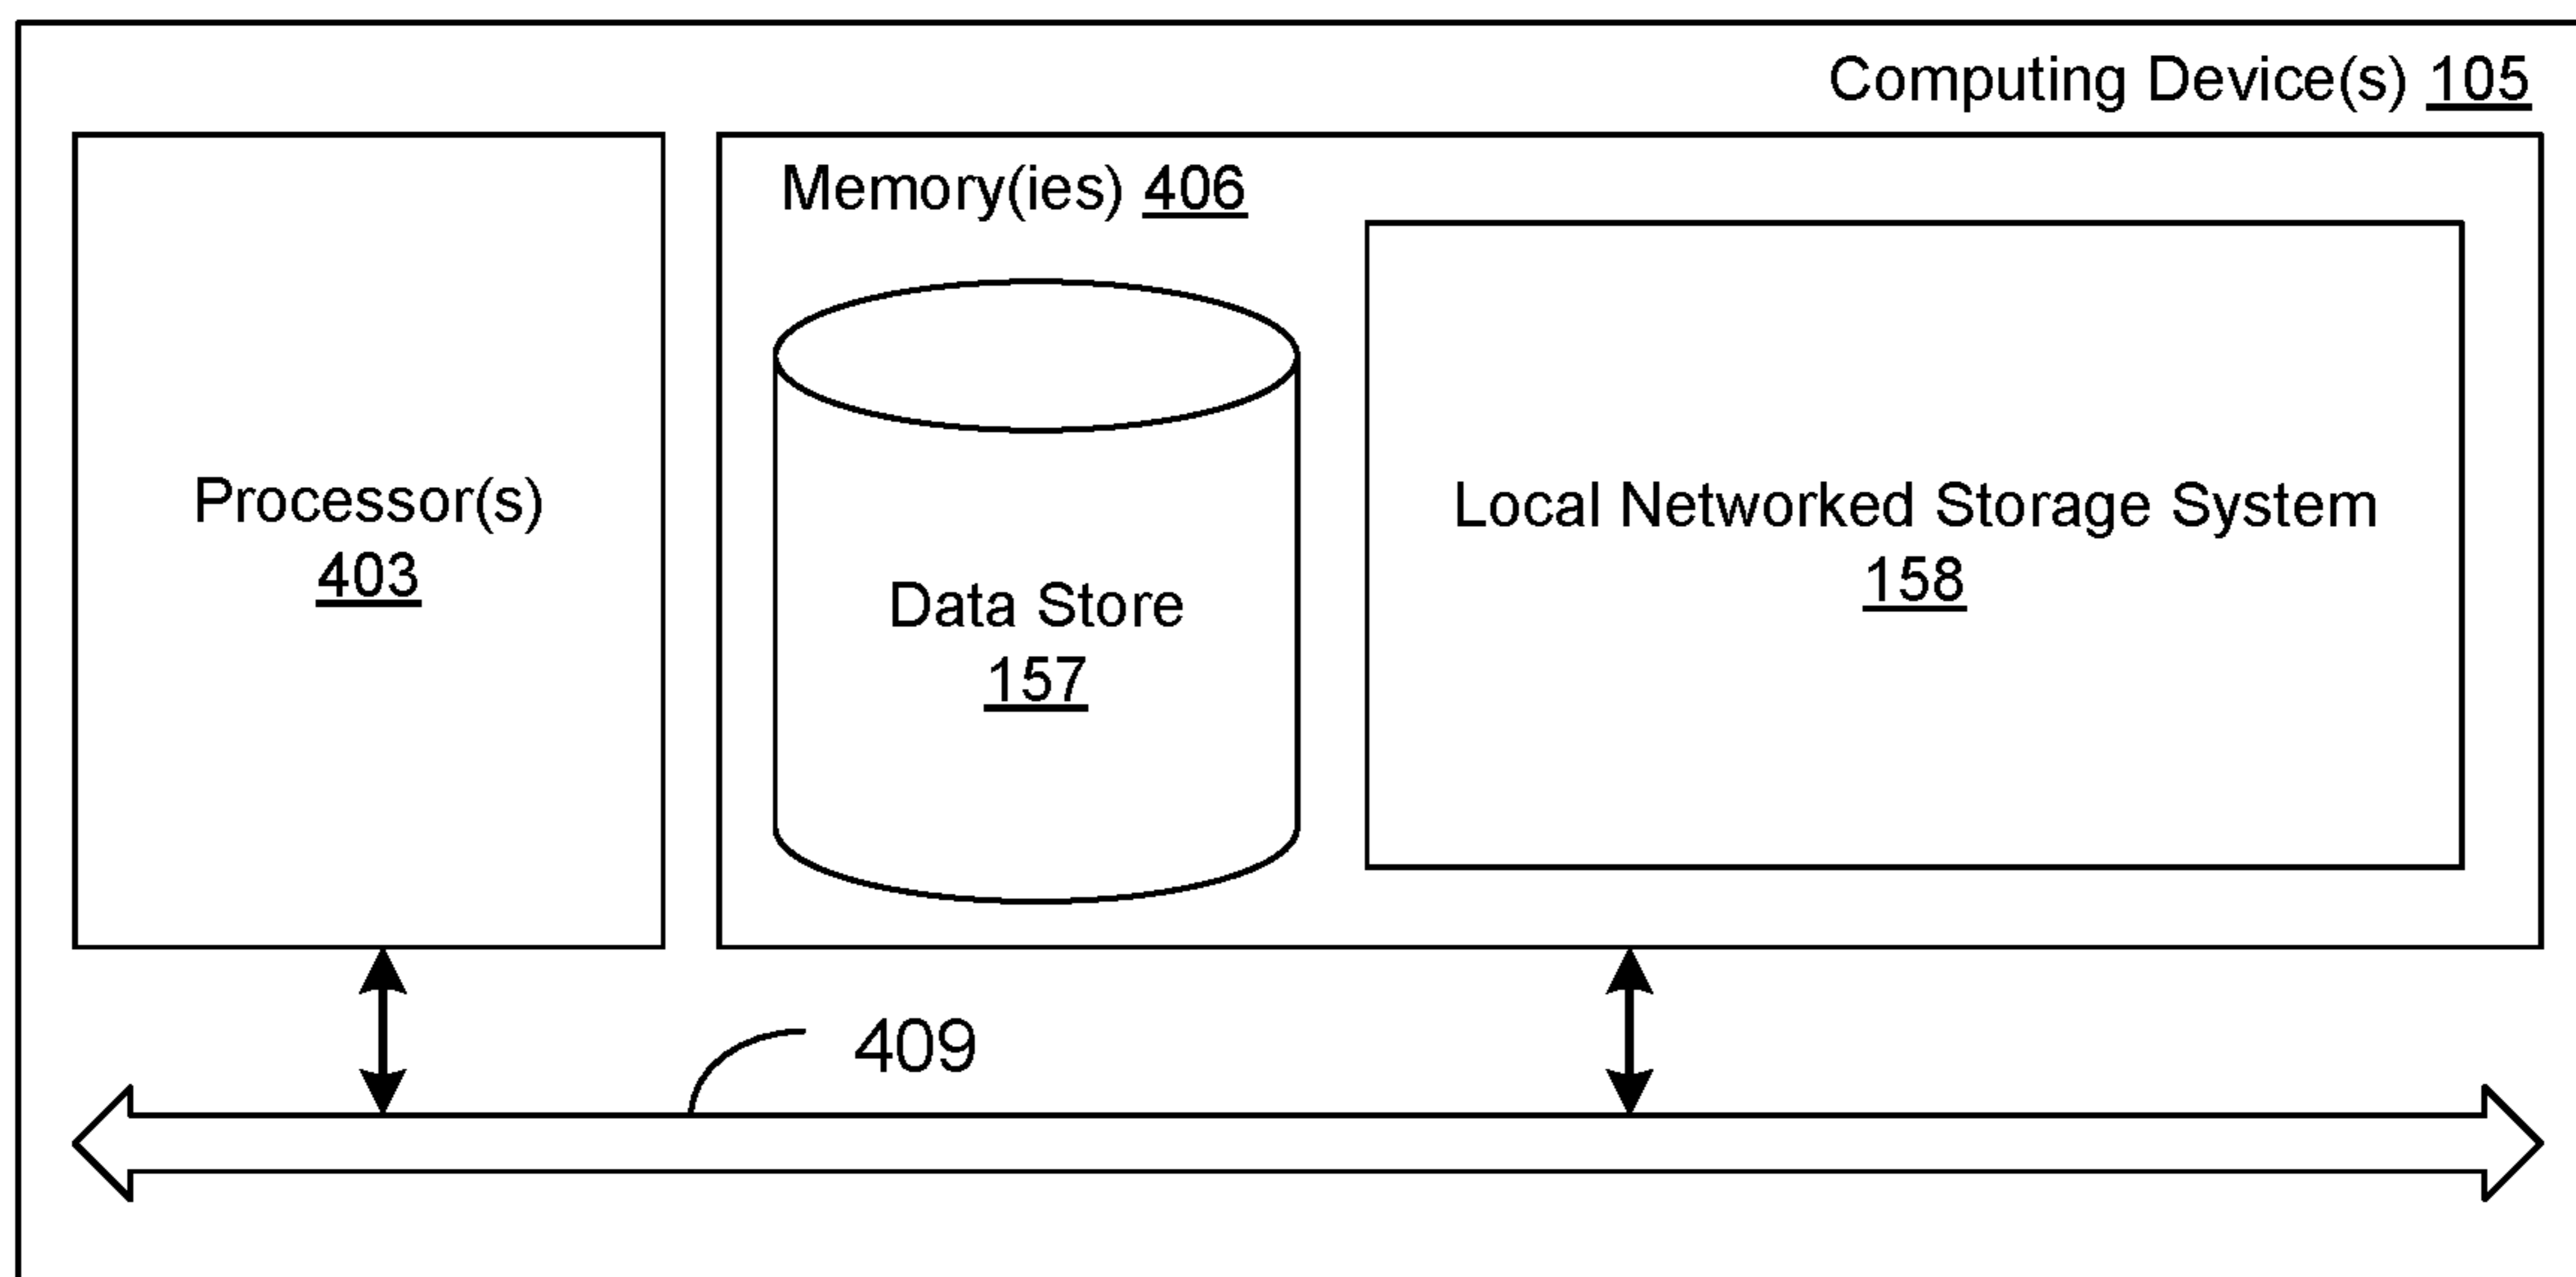 Computing Device(s) 105
Memory(ies) 406
Processor(s)
403
Data Store
157
Local Networked Storage System
158
409